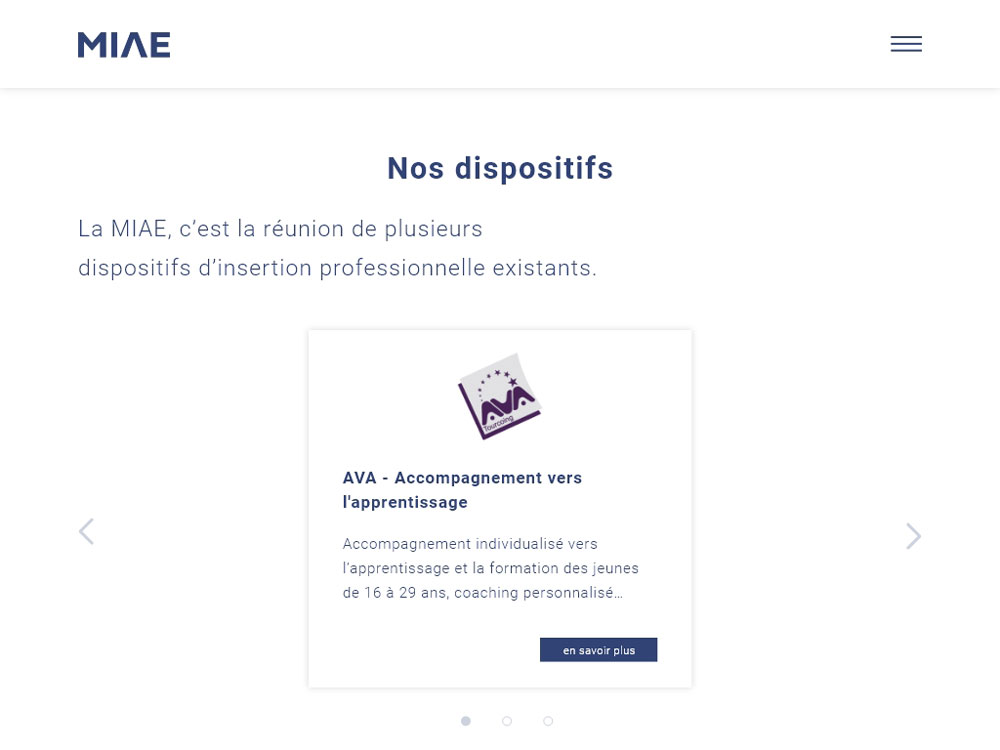 MIAE
Nos dispositifs
La MIAE, c’est la réunion de plusieurs
dispositifs d’insertion professionnelle existants.
AVA
Tourcoing
AVA - Accompagnement vers
l'apprentissage
Accompagnement individualisé vers
l'apprentissage et la formation des jeunes
de 16 à 29 ans, coaching personnalisé…
en savoir plus